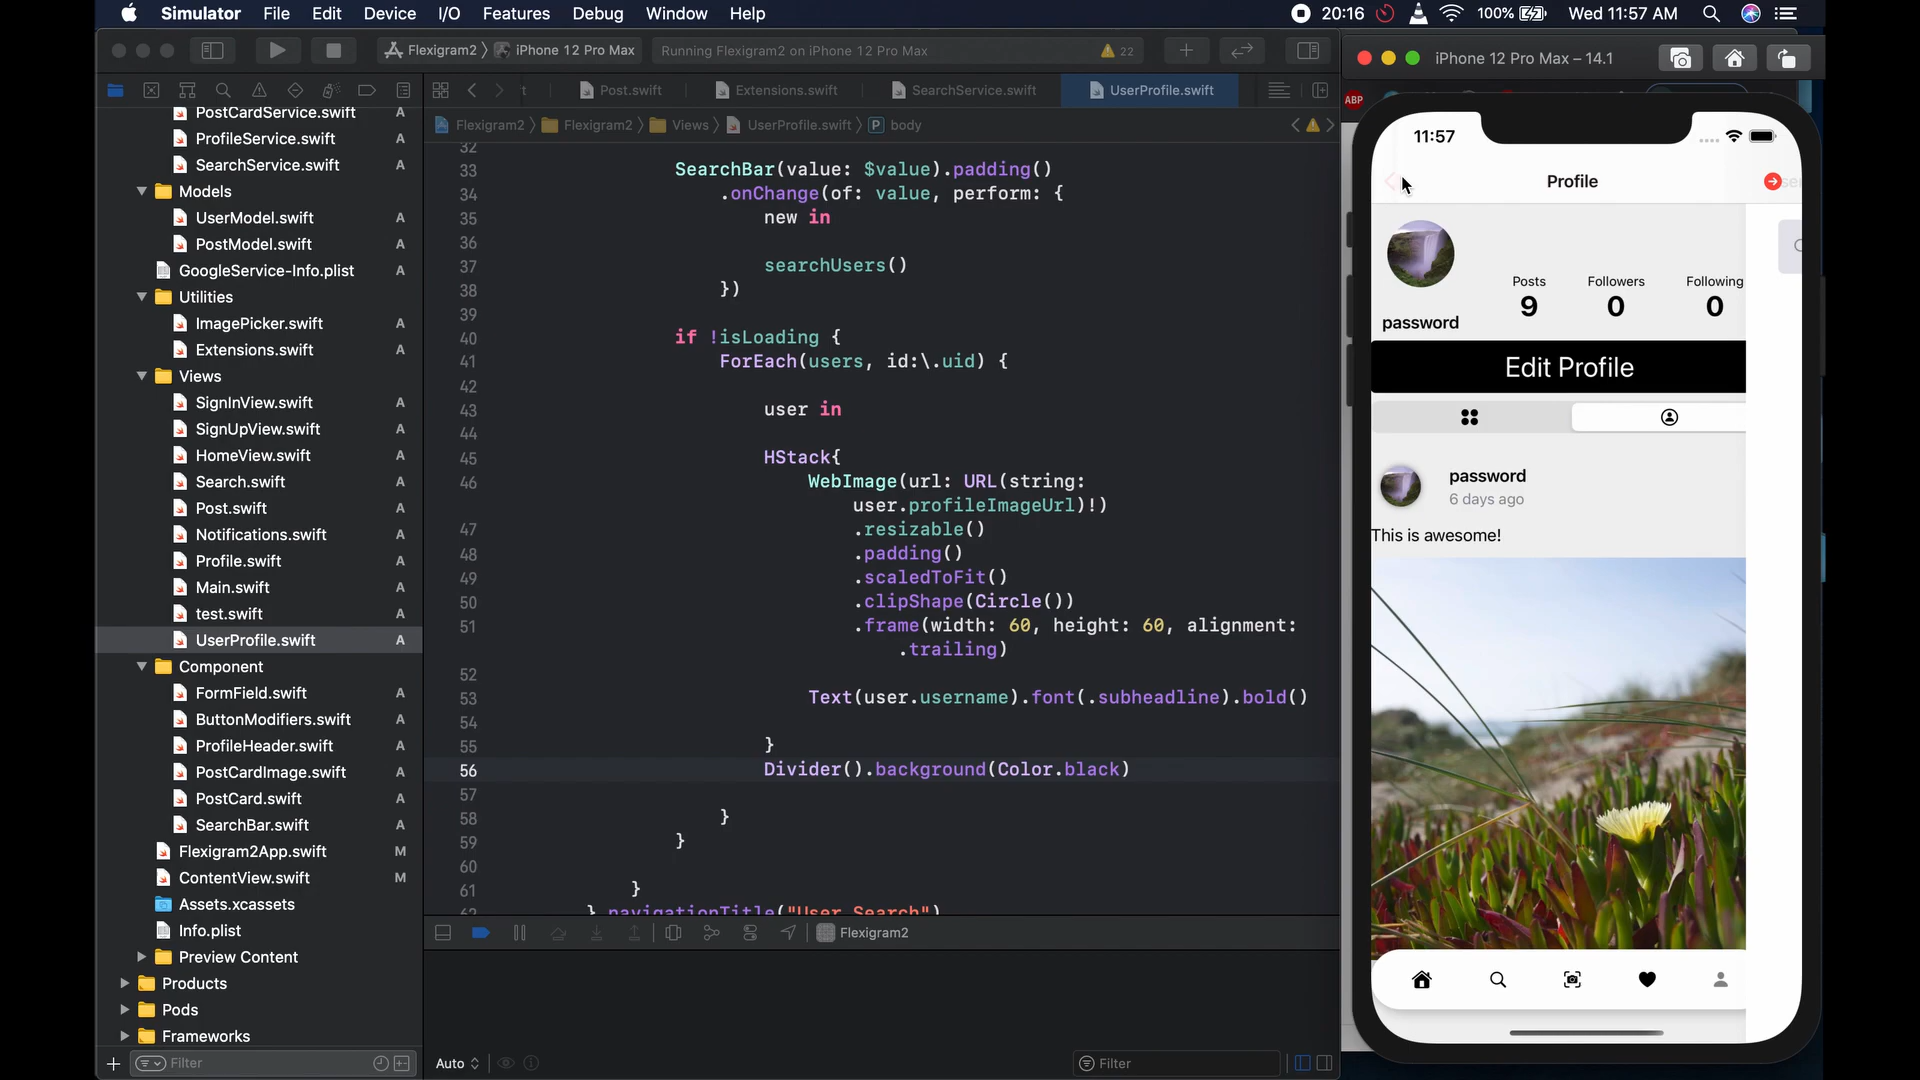 Simulator File Edit Device I/O Features Debug Window Help 20:16 100% Wed 11:57 AM
Flexigram2 iPhone 12 Pro Max Running Flexigram2 on iPhone 12 Pro Max 22
t Post.swift Extensions.swift SearchService.swift UserProfile.swift
Flexigram2 Flexigram2 Views UserProfile.swift P body
PostCardService.swift A
ProfileService.swift A
SearchService.swift A
Models
UserModel.swift A
PostModel.swift A
GoogleService-Info.plist A
Utilities
ImagePicker.swift A
Extensions.swift A
Views
SignInView.swift A
SignUpView.swift A
HomeView.swift A
Search.swift A
Post.swift A
Notifications.swift A
Profile.swift A
Main.swift A
test.swift A
UserProfile.swift A
Component
FormField.swift A
ButtonModifiers.swift A
ProfileHeader.swift A
PostCardImage.swift A
PostCard.swift A
SearchBar.swift A
Flexigram2App.swift M
ContentView.swift M
Assets.xcassets
Info.plist
Preview Content
Products
Pods
Frameworks
Filter
32
33 SearchBar(value: $value).padding()
34 .onChange(of: value, perform: {
35 new in
36
37 searchUsers()
38 })
39
40 if !isLoading {
41 ForEach(users, id:\.uid) {
42
43 user in
44
45 HStack{
46 WebImage(url: URL(string:
user.profileImageUrl)!)
47 .resizable()
48 .padding()
49 .scaledToFit()
50 .clipShape(Circle())
51 .frame(width: 60, height: 60, alignment:
.trailing)
52
53 Text(user.username).font(.subheadline).bold()
54
55 }
56 Divider().background(Color.black)
57
58 }
59 }
60
61 }
62 }.navigationTitle("User Search")
Flexigram2
Auto
Filter
iPhone 12 Pro Max – 14.1
ABP
11:57
Profile
Posts Followers Following
9 0 0
password
Edit Profile
password
6 days ago
This is awesome!